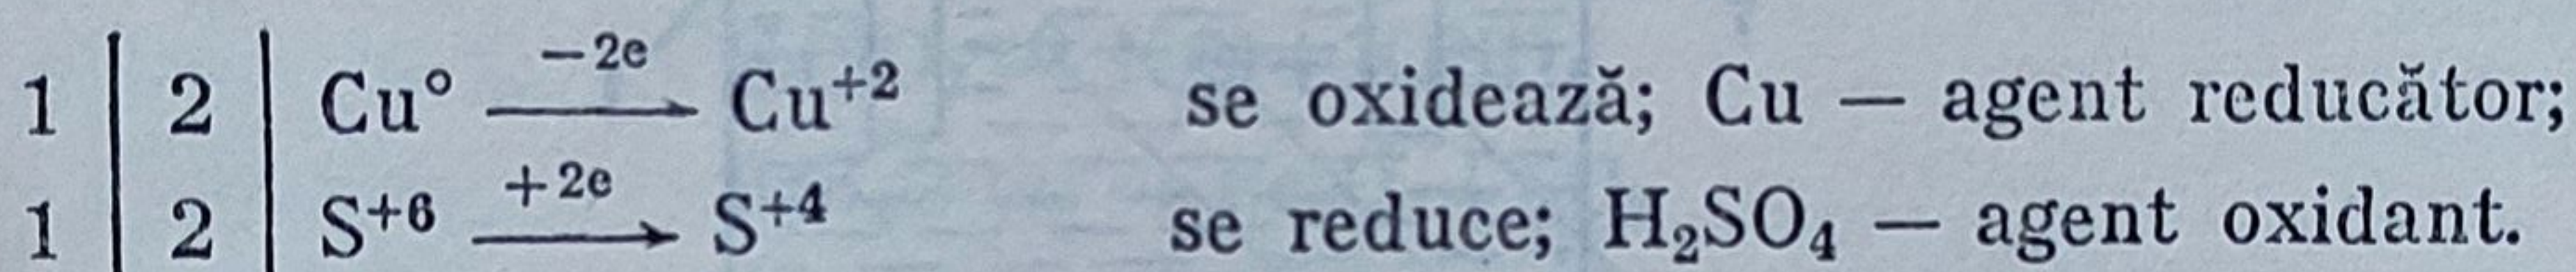 1 | 2 | Cu° —−2e→ Cu⁺² se oxidează; Cu — agent reducător;
1 | 2 | S⁺⁶ —+2e→ S⁺⁴ se reduce; H₂SO₄ — agent oxidant.